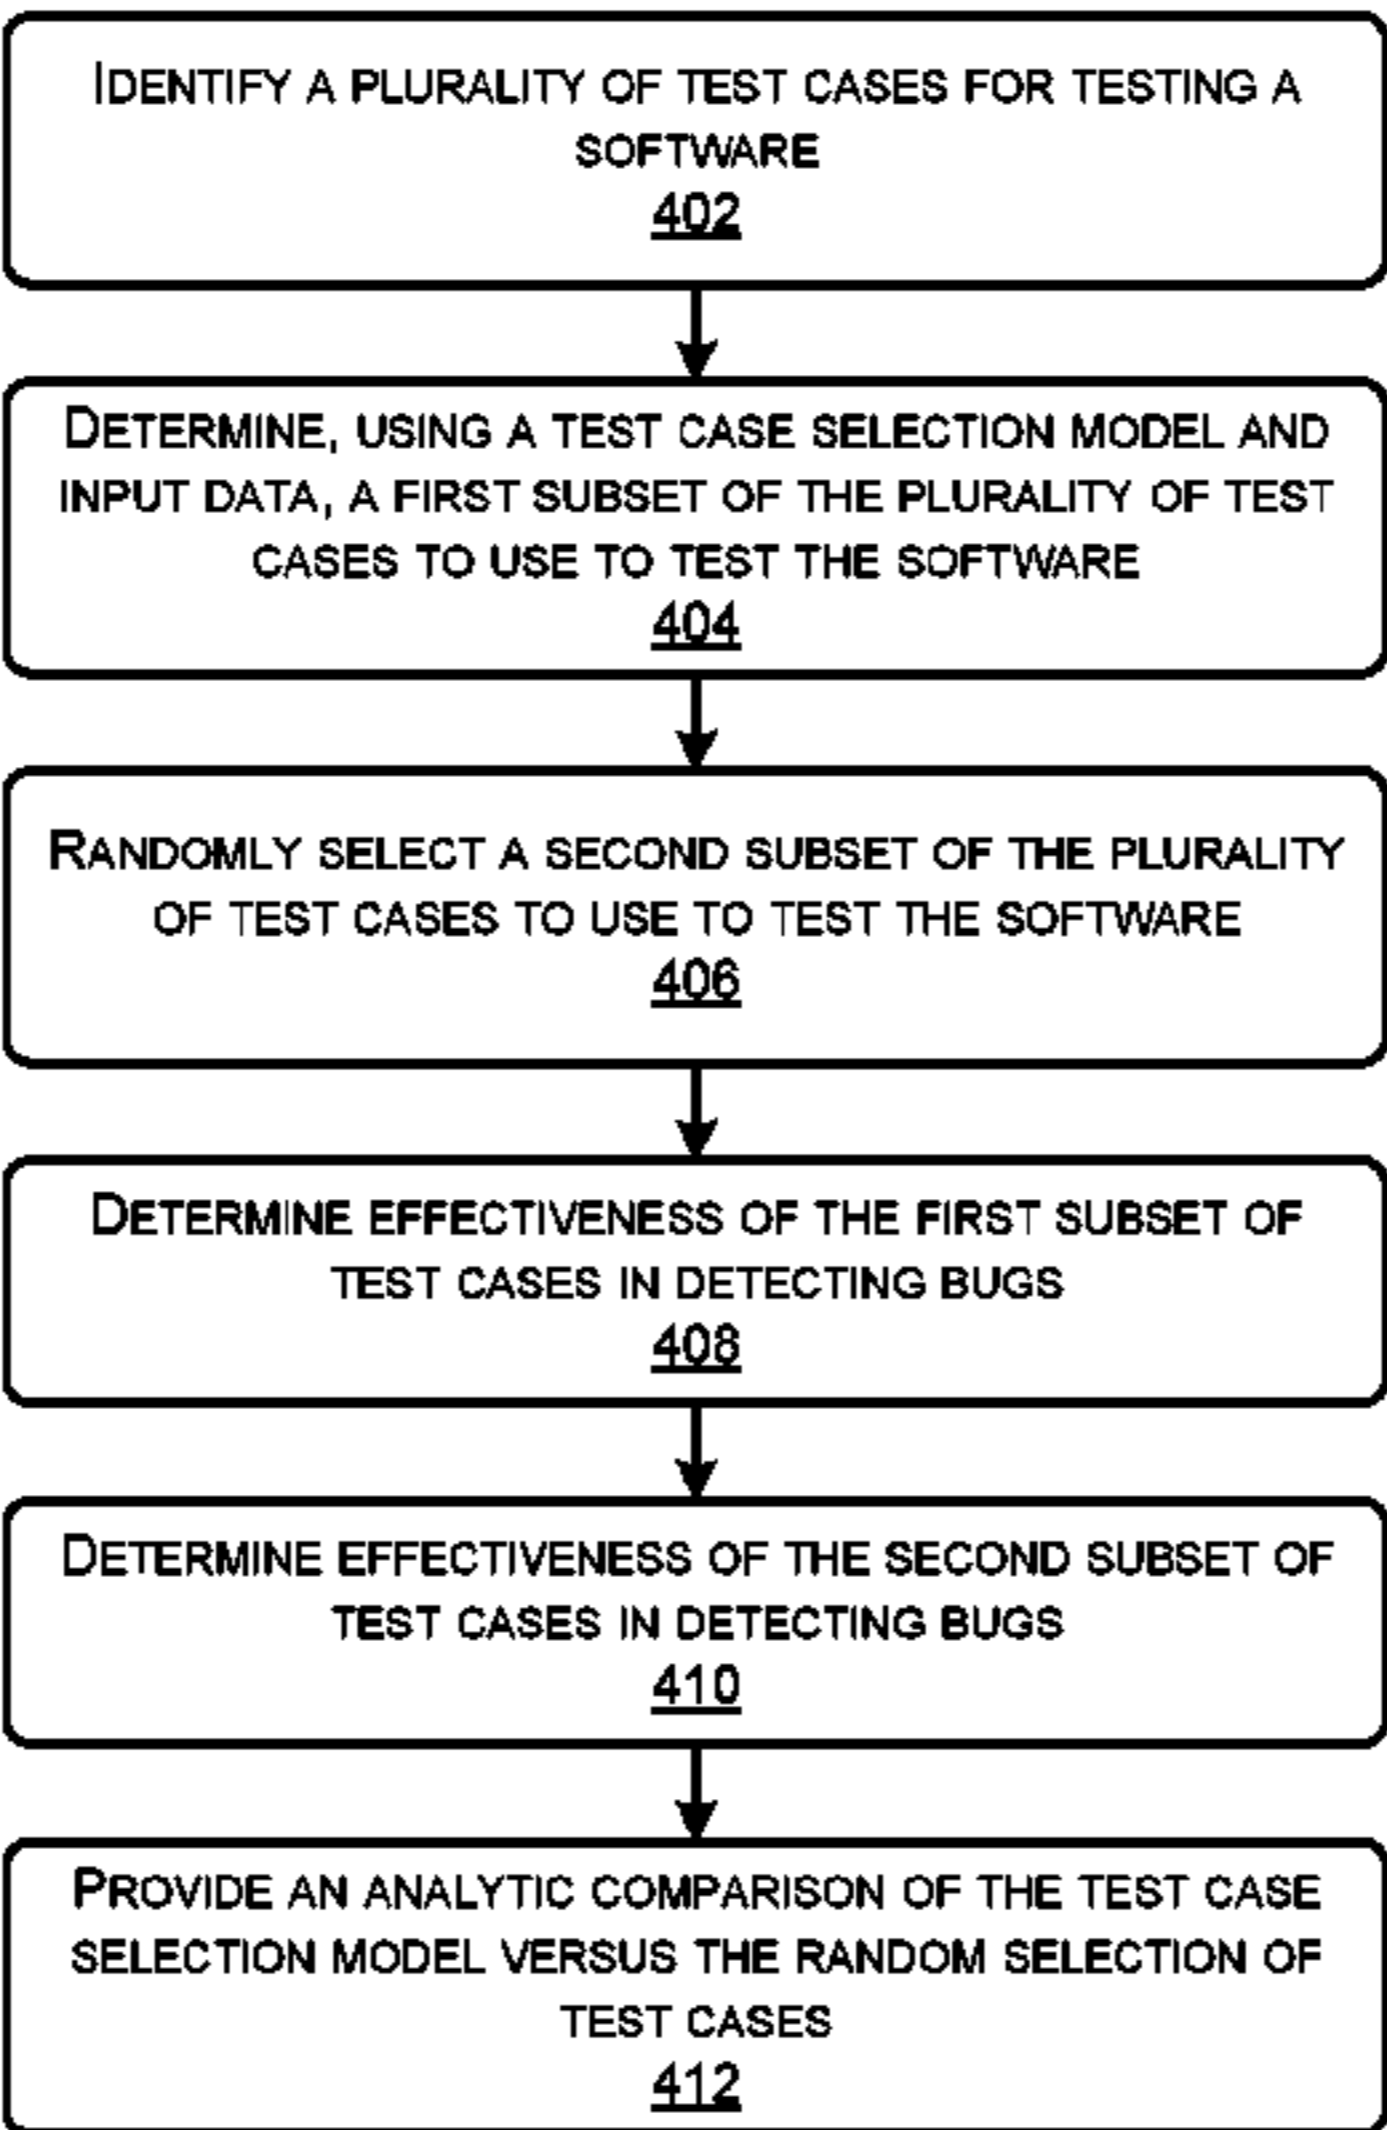 IDENTIFY A PLURALITY OF TEST CASES FOR TESTING A
SOFTWARE
402
DETERMINE, USING A TEST CASE SELECTION MODEL AND
INPUT DATA, A FIRST SUBSET OF THE PLURALITY OF TEST
CASES TO USE TO TEST THE SOFTWARE
404
RANDOMLY SELECT A SECOND SUBSET OF THE PLURALITY
OF TEST CASES TO USE TO TEST THE SOFTWARE
406
DETERMINE EFFECTIVENESS OF THE FIRST SUBSET OF
TEST CASES IN DETECTING BUGS
408
DETERMINE EFFECTIVENESS OF THE SECOND SUBSET OF
TEST CASES IN DETECTING BUGS
410
PROVIDE AN ANALYTIC COMPARISON OF THE TEST CASE
SELECTION MODEL VERSUS THE RANDOM SELECTION OF
TEST CASES
412